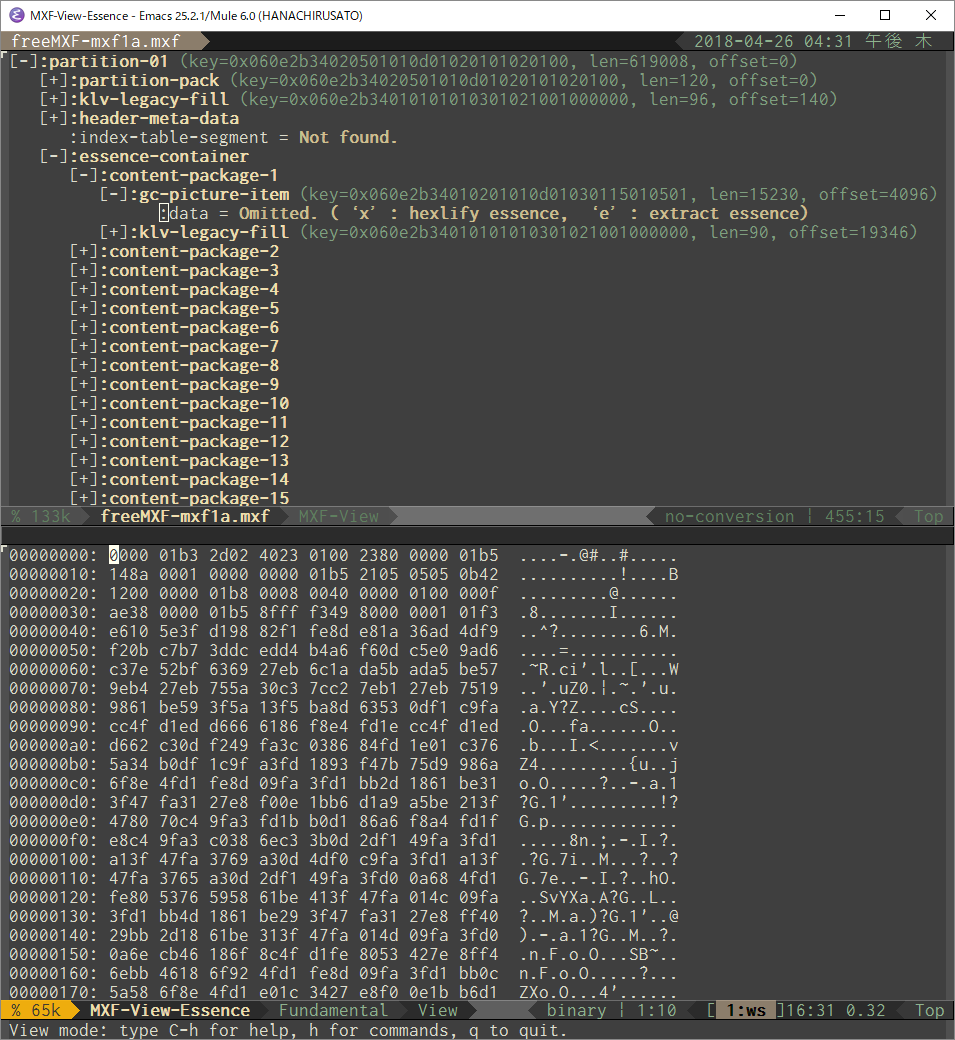 MXF-View-Essence - Emacs 25.2.1/Mule 6.0 (HANACHIRUSATO)
freeMXF-mxf1a.mxf 2018-04-26 04:31 午後 木
[-]:partition-01 (key=0x060e2b34020501010d01020101020100, len=619008, offset=0)
[+]:partition-pack (key=0x060e2b34020501010d01020101020100, len=120, offset=0)
[+]:klv-legacy-fill (key=0x060e2b34010101010301021001000000, len=96, offset=140)
[+]:header-meta-data
:index-table-segment = Not found.
[-]:essence-container
[-]:content-package-1
[-]:gc-picture-item (key=0x060e2b34010201010d01030115010501, len=15230, offset=4096)
:data = Omitted. ( ‘x’ : hexlify essence, ‘e’ : extract essence)
[+]:klv-legacy-fill (key=0x060e2b34010101010301021001000000, len=90, offset=19346)
[+]:content-package-2
[+]:content-package-3
[+]:content-package-4
[+]:content-package-5
[+]:content-package-6
[+]:content-package-7
[+]:content-package-8
[+]:content-package-9
[+]:content-package-10
[+]:content-package-11
[+]:content-package-12
[+]:content-package-13
[+]:content-package-14
[+]:content-package-15
% 133k freeMXF-mxf1a.mxf MXF-View no-conversion ¦ 455:15 Top
00000000: 0000 01b3 2d02 4023 0100 2380 0000 01b5 ....-.@#..#.....
00000010: 148a 0001 0000 0000 01b5 2105 0505 0b42 ..........!....B
00000020: 1200 0000 01b8 0008 0040 0000 0100 000f .........@......
00000030: ae38 0000 01b5 8fff f349 8000 0001 01f3 .8.......I......
00000040: e610 5e3f d198 82f1 fe8d e81a 36ad 4df9 ..^?........6.M.
00000050: f20b c7b7 3ddc edd4 b4a6 f60d c5e0 9ad6 ....=...........
00000060: c37e 52bf 6369 27eb 6c1a da5b ada5 be57 .~R.ci'.l..[...W
00000070: 9eb4 27eb 755a 30c3 7cc2 7eb1 27eb 7519 ..'.uZ0.|.~.'.u.
00000080: 9861 be59 3f5a 13f5 ba8d 6353 0df1 c9fa .a.Y?Z....cS....
00000090: cc4f d1ed d666 6186 f8e4 fd1e cc4f d1ed .O...fa......O..
000000a0: d662 c30d f249 fa3c 0386 84fd 1e01 c376 .b...I.<.......v
000000b0: 5a34 b0df 1c9f a3fd 1893 f47b 75d9 986a Z4.........{u..j
000000c0: 6f8e 4fd1 fe8d 09fa 3fd1 bb2d 1861 be31 o.O.....?..-.a.1
000000d0: 3f47 fa31 27e8 f00e 1bb6 d1a9 a5be 213f ?G.1'.........!?
000000e0: 4780 70c4 9fa3 fd1b b0d1 86a6 f8a4 fd1f G.p.............
000000f0: e8c4 9fa3 c038 6ec3 3b0d 2df1 49fa 3fd1 .....8n.;.-.I.?.
00000100: a13f 47fa 3769 a30d 4df0 c9fa 3fd1 a13f .?G.7i..M...?..?
00000110: 47fa 3765 a30d 2df1 49fa 3fd0 0a68 4fd1 G.7e..-.I.?..hO.
00000120: fe80 5376 5958 61be 413f 47fa 014c 09fa ..SvYXa.A?G..L..
00000130: 3fd1 bb4d 1861 be29 3f47 fa31 27e8 ff40 ?..M.a.)?G.1'..@
00000140: 29bb 2d18 61be 313f 47fa 014d 09fa 3fd0 ).-.a.1?G..M..?.
00000150: 0a6e cb46 186f 8c4f d1fe 8053 427e 8ff4 .n.F.o.O...SB~..
00000160: 6ebb 4618 6f92 4fd1 fe8d 09fa 3fd1 bb0c n.F.o.O.....?...
00000170: 5a58 6f8e 4fd1 e01c 3427 e8f0 0e1b b6d1 ZXo.O...4'......
% 65k MXF-View-Essence Fundamental View binary ¦ 1:10 [ 1:ws ]16:31 0.32 Top
View mode: type C-h for help, h for commands, q to quit.